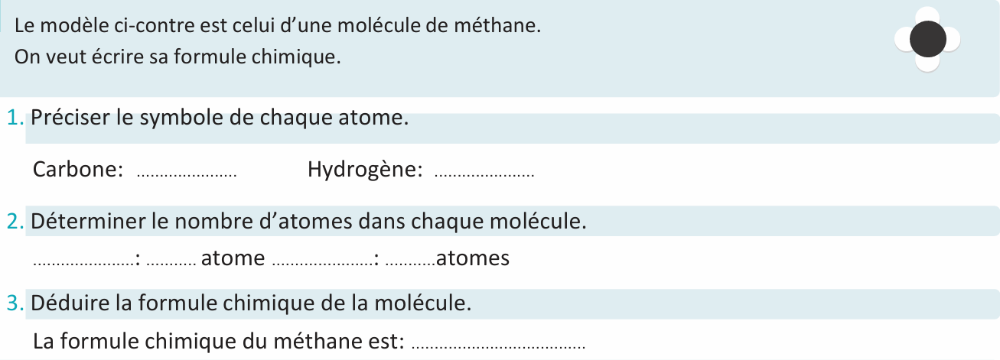 Le modèle ci-contre est celui d’une molécule de méthane.
On veut écrire sa formule chimique.
1. Préciser le symbole de chaque atome.
Carbone: ...................... Hydrogène: ......................
2. Déterminer le nombre d’atomes dans chaque molécule.
......................: ........... atome ......................: ...........atomes
3. Déduire la formule chimique de la molécule.
La formule chimique du méthane est: ......................................